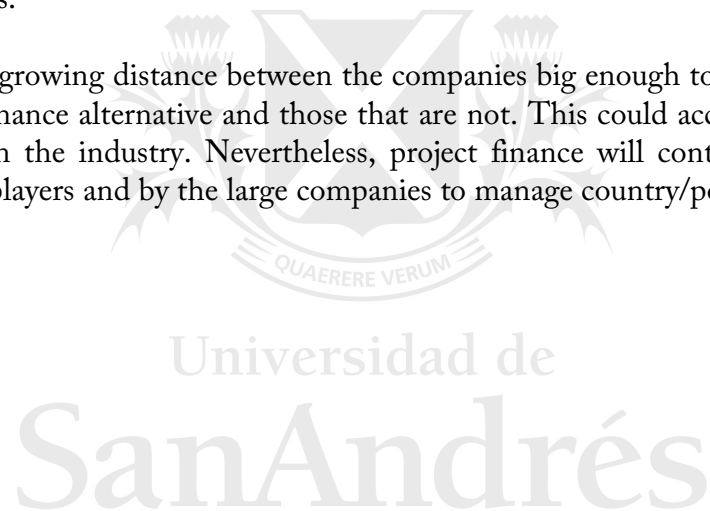 s.
growing distance between the companies big enough to
nance alternative and those that are not. This could acc
n the industry. Nevertheless, project finance will cont
players and by the large companies to manage country/po
QUAERERE VERUM
Universidad de
SanAndrés